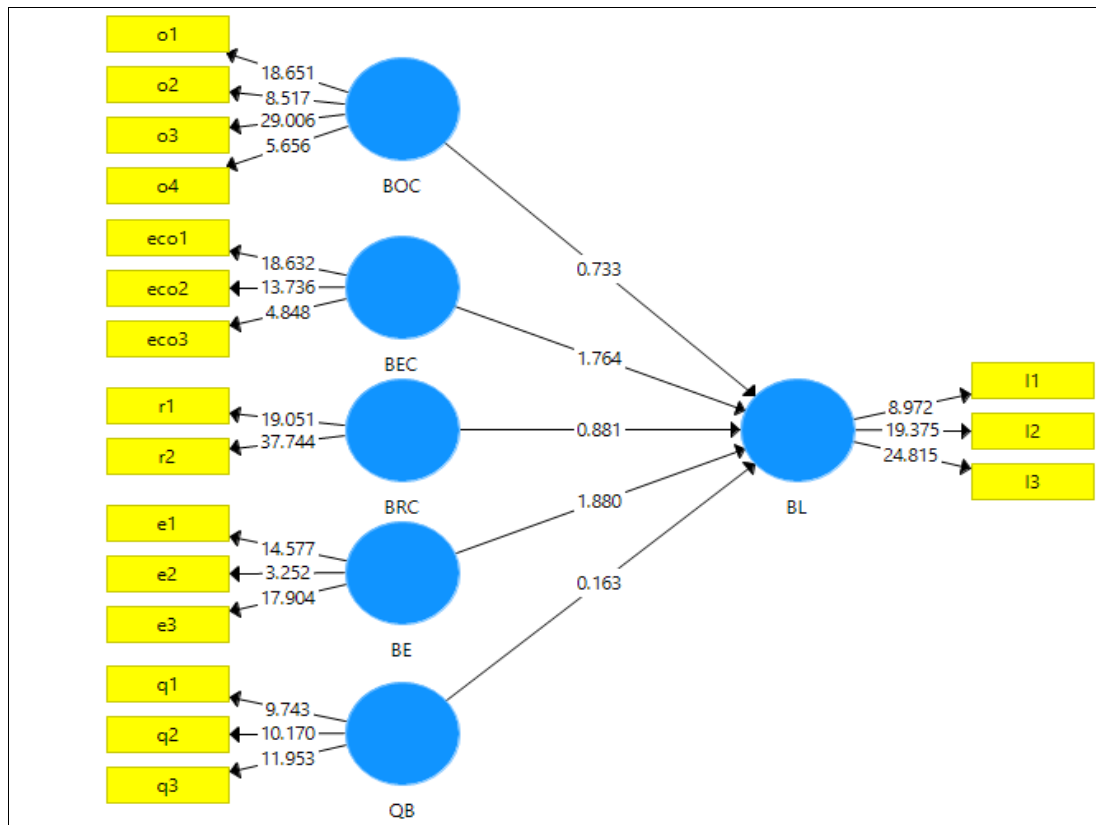 o1
18.651
o2
8.517
o3
29.006
5.656
o4
BOC
0.733
eco1
18.632
eco2
13.736
4.848
eco3
BEC
1.764
r1
19.051
r2
37.744
BRC
0.881
e1
14.577
e2
3.252
17.904
e3
BE
1.880
q1
9.743
q2
10.170
11.953
q3
QB
0.163
BL
l1
8.972
l2
19.375
24.815
l3